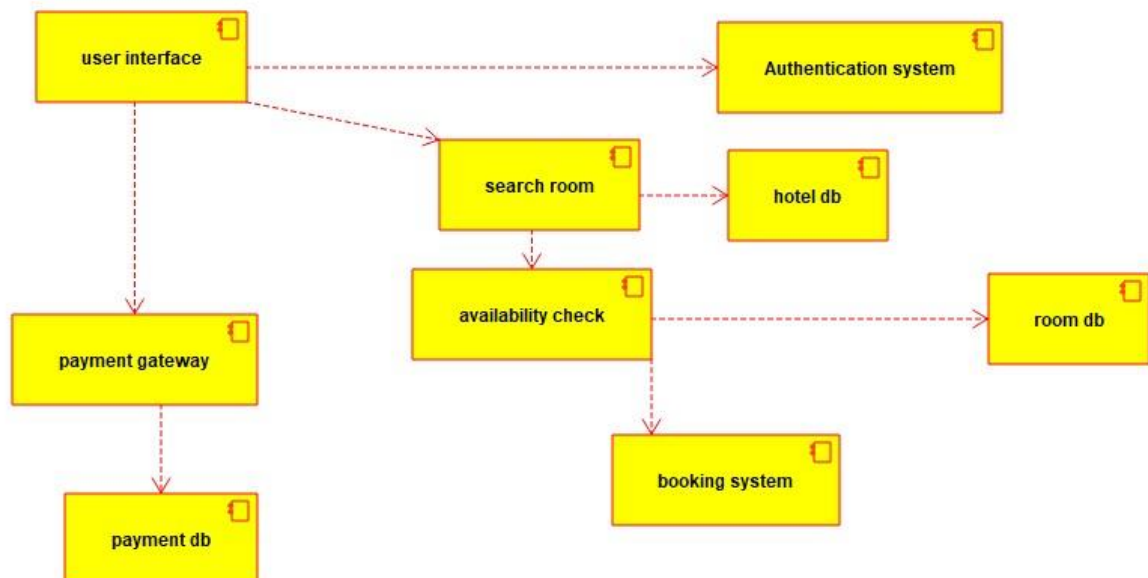 user interface
Authentication system
search room
hotel db
availability check
room db
payment gateway
booking system
payment db